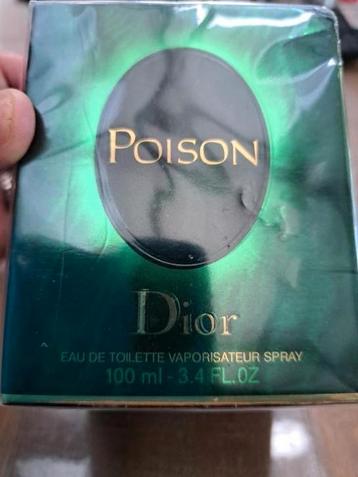 POISON
Dior
EAU DE TOILETTE VAPORISATEUR SPRAY
100 ml - 3.4 FL.OZ